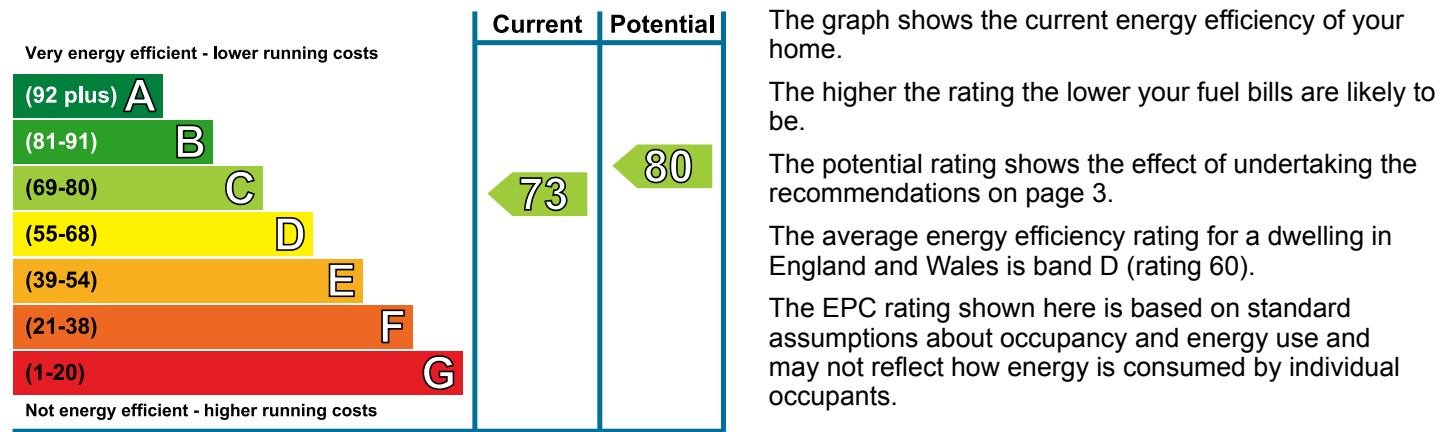 Current Potential
Very energy efficient - lower running costs
(92 plus) A
(81-91) B
(69-80) C
(55-68) D
(39-54) E
(21-38) F
(1-20) G
Not energy efficient - higher running costs
73
80
The graph shows the current energy efficiency of your
home.
The higher the rating the lower your fuel bills are likely to
be.
The potential rating shows the effect of undertaking the
recommendations on page 3.
The average energy efficiency rating for a dwelling in
England and Wales is band D (rating 60).
The EPC rating shown here is based on standard
assumptions about occupancy and energy use and
may not reflect how energy is consumed by individual
occupants.